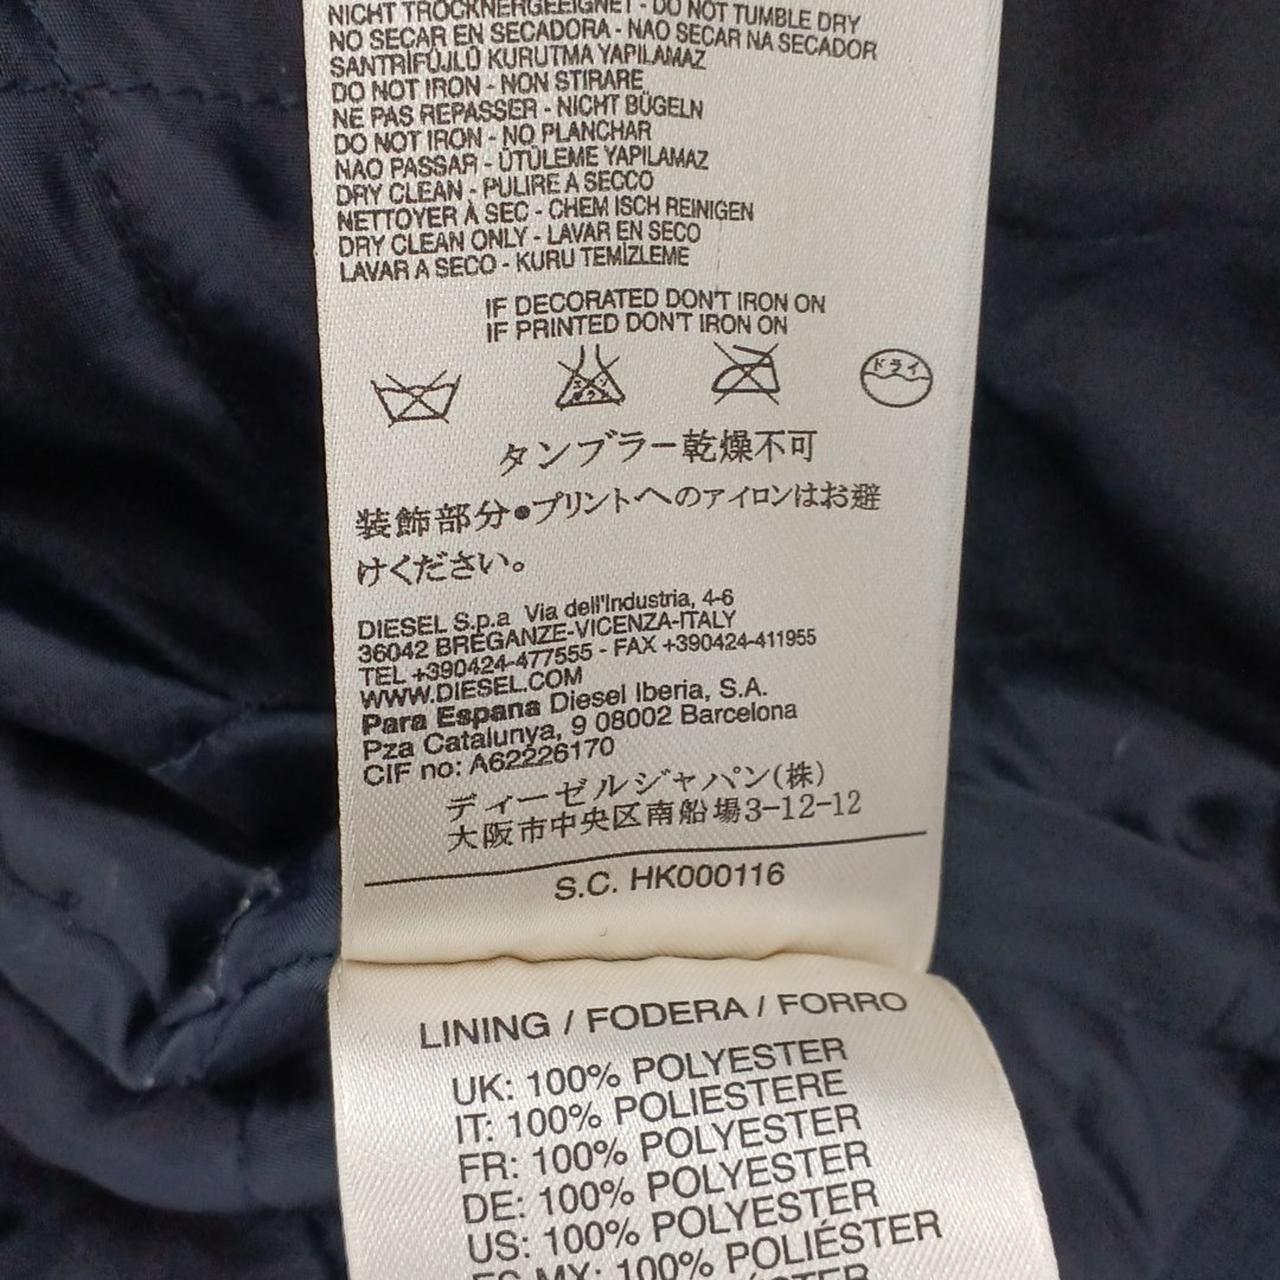 NICHT TROCKNERGEEIGNET - DO NOT TUMBLE DRY
NO SECAR EN SECADORA - NAO SECAR NA SECADOR
SANTRİFÜJLÜ KURUTMA YAPILAMAZ
DO NOT IRON - NON STIRARE
NE PAS REPASSER - NICHT BÜGELN
DO NOT IRON - NO PLANCHAR
NAO PASSAR - ÜTÜLEME YAPILAMAZ
DRY CLEAN - PULIRE A SECCO
NETTOYER À SEC - CHEM ISCH REINIGEN
DRY CLEAN ONLY - LAVAR EN SECO
LAVAR A SECO - KURU TEMİZLEME
IF DECORATED DON'T IRON ON
IF PRINTED DON'T IRON ON
ドライ
タンブラー乾燥不可
装飾部分●プリントへのアイロンはお避
けください。
DIESEL S.p.a Via dell'Industria, 4-6
36042 BREGANZE-VICENZA-ITALY
TEL +390424-477555 - FAX +390424-411955
WWW.DIESEL.COM
Para Espana Diesel Iberia, S.A.
Pza Catalunya, 9 08002 Barcelona
CIF no: A62226170
ディーゼルジャパン(株)
大阪市中央区南船場3-12-12
S.C. HK000116
LINING / FODERA / FORRO
UK: 100% POLYESTER
IT: 100% POLIESTERE
FR: 100% POLYESTER
DE: 100% POLYESTER
US: 100% POLYESTER
ES-MY: 100% POLIÉSTER